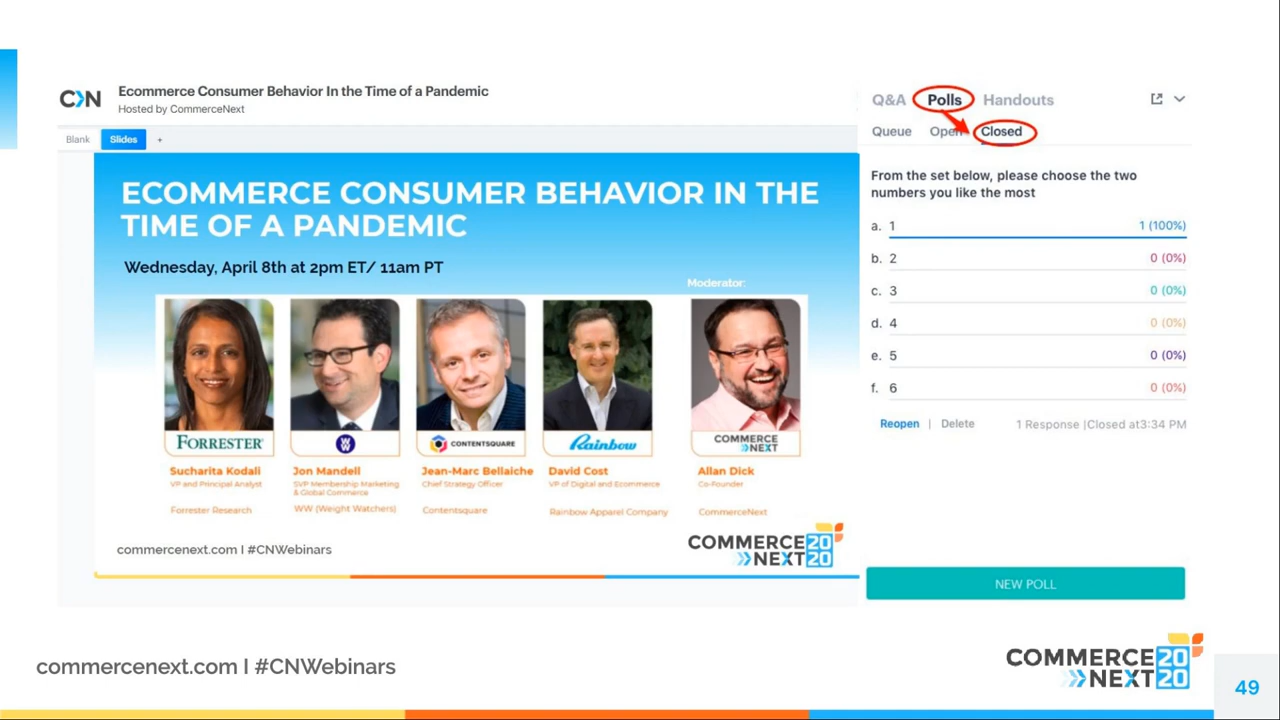 C>N
Ecommerce Consumer Behavior In the Time of a Pandemic
Hosted by CommerceNext
Blank
Slides
+
ECOMMERCE CONSUMER BEHAVIOR IN THE
TIME OF A PANDEMIC
Wednesday, April 8th at 2pm ET/ 11am PT
Moderator:
FORRESTER
W
CONTENTSQUARE
Rainbow
COMMERCE
NEXT
Sucharita Kodali
VP and Principal Analyst
Forrester Research
Jon Mandell
SVP Membership Marketing
& Global Commerce
WW (Weight Watchers)
Jean-Marc Bellaiche
Chief Strategy Officer
Contentsquare
David Cost
VP of Digital and Ecommerce
Rainbow Apparel Company
Allan Dick
Co-Founder
CommerceNext
commercenext.com I #CNWebinars
COMMERCE 20
NEXT 20
Q&A Polls Handouts
Queue Open Closed
From the set below, please choose the two
numbers you like the most
a. 1 1 (100%)
b. 2 0 (0%)
c. 3 0 (0%)
d. 4 0 (0%)
e. 5 0 (0%)
f. 6 0 (0%)
Reopen | Delete 1 Response |Closed at3:34 PM
NEW POLL
commercenext.com I #CNWebinars
COMMERCE 20
NEXT 20
49